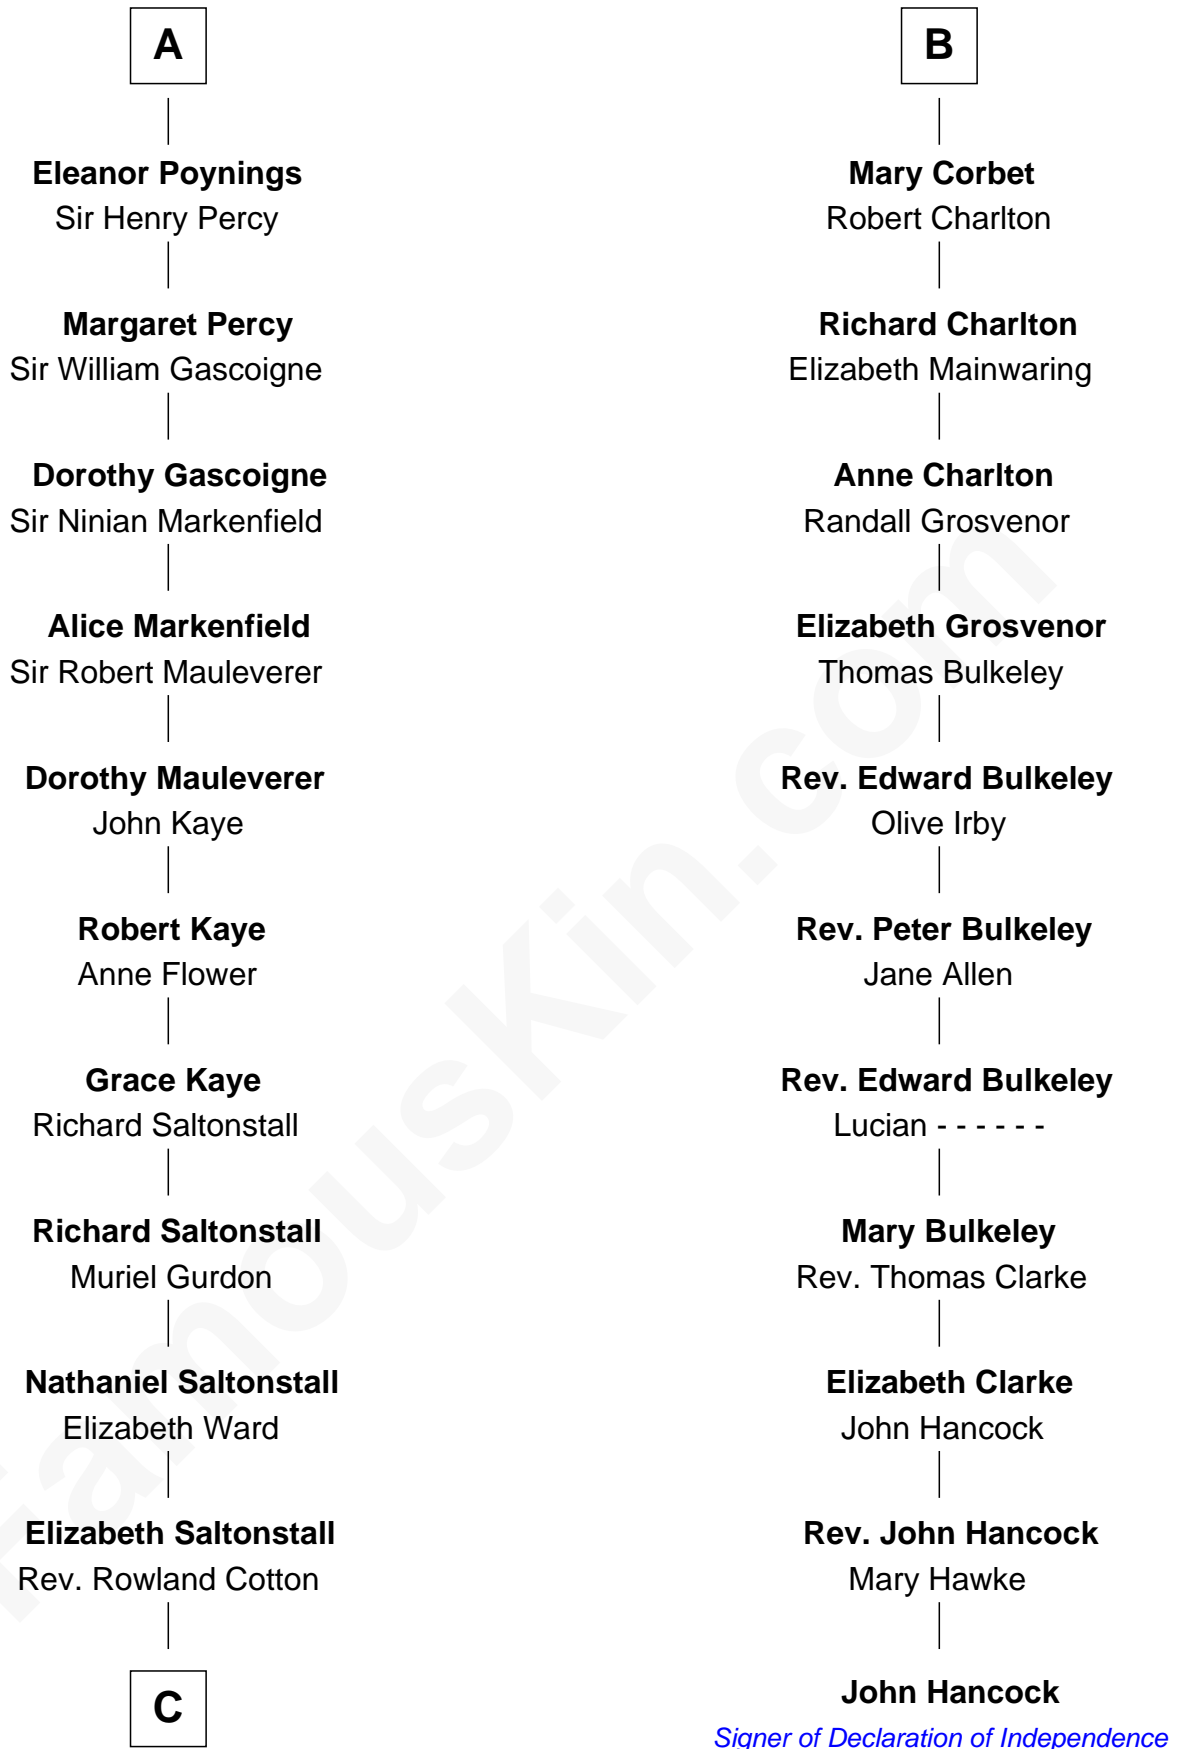 A
Eleanor Poynings
Sir Henry Percy
Margaret Percy
Sir William Gascoigne
Dorothy Gascoigne
Sir Ninian Markenfield
Alice Markenfield
Sir Robert Mauleverer
Dorothy Mauleverer
John Kaye
Robert Kaye
Anne Flower
Grace Kaye
Richard Saltonstall
Richard Saltonstall
Muriel Gurdon
Nathaniel Saltonstall
Elizabeth Ward
Elizabeth Saltonstall
Rev. Rowland Cotton
C
B
Mary Corbet
Robert Charlton
Richard Charlton
Elizabeth Mainwaring
Anne Charlton
Randall Grosvenor
Elizabeth Grosvenor
Thomas Bulkeley
Rev. Edward Bulkeley
Olive Irby
Rev. Peter Bulkeley
Jane Allen
Rev. Edward Bulkeley
Lucian - - - - - -
Mary Bulkeley
Rev. Thomas Clarke
Elizabeth Clarke
John Hancock
Rev. John Hancock
Mary Hawke
John Hancock
Signer of Declaration of Independence
FamousKin.com